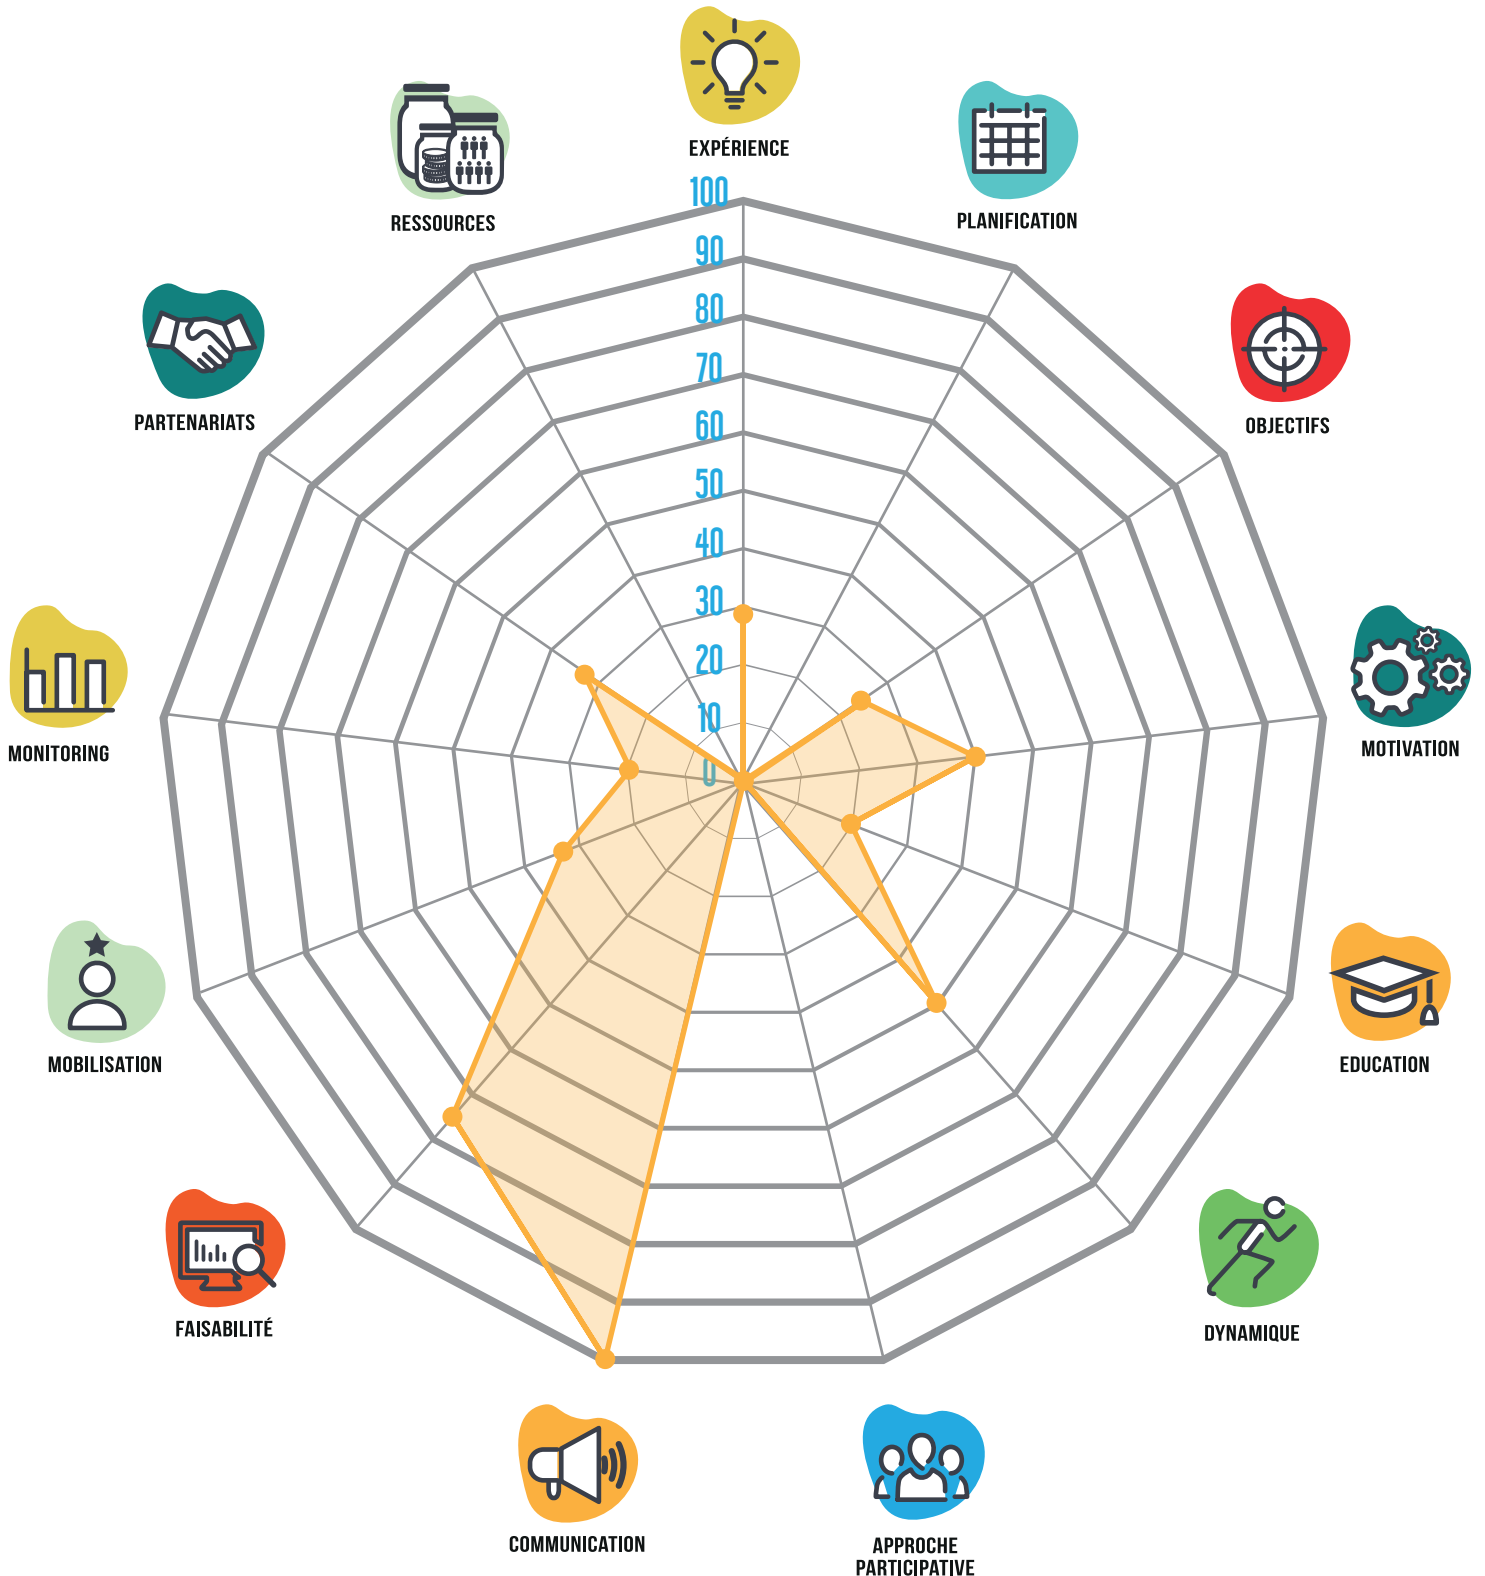 EXPÉRIENCE
PLANIFICATION
RESSOURCES
100
90
80
70
60
50
40
30
20
10
0
OBJECTIFS
PARTENARIATS
MOTIVATION
MONITORING
EDUCATION
MOBILISATION
DYNAMIQUE
FAISABILITÉ
COMMUNICATION
APPROCHE
PARTICIPATIVE